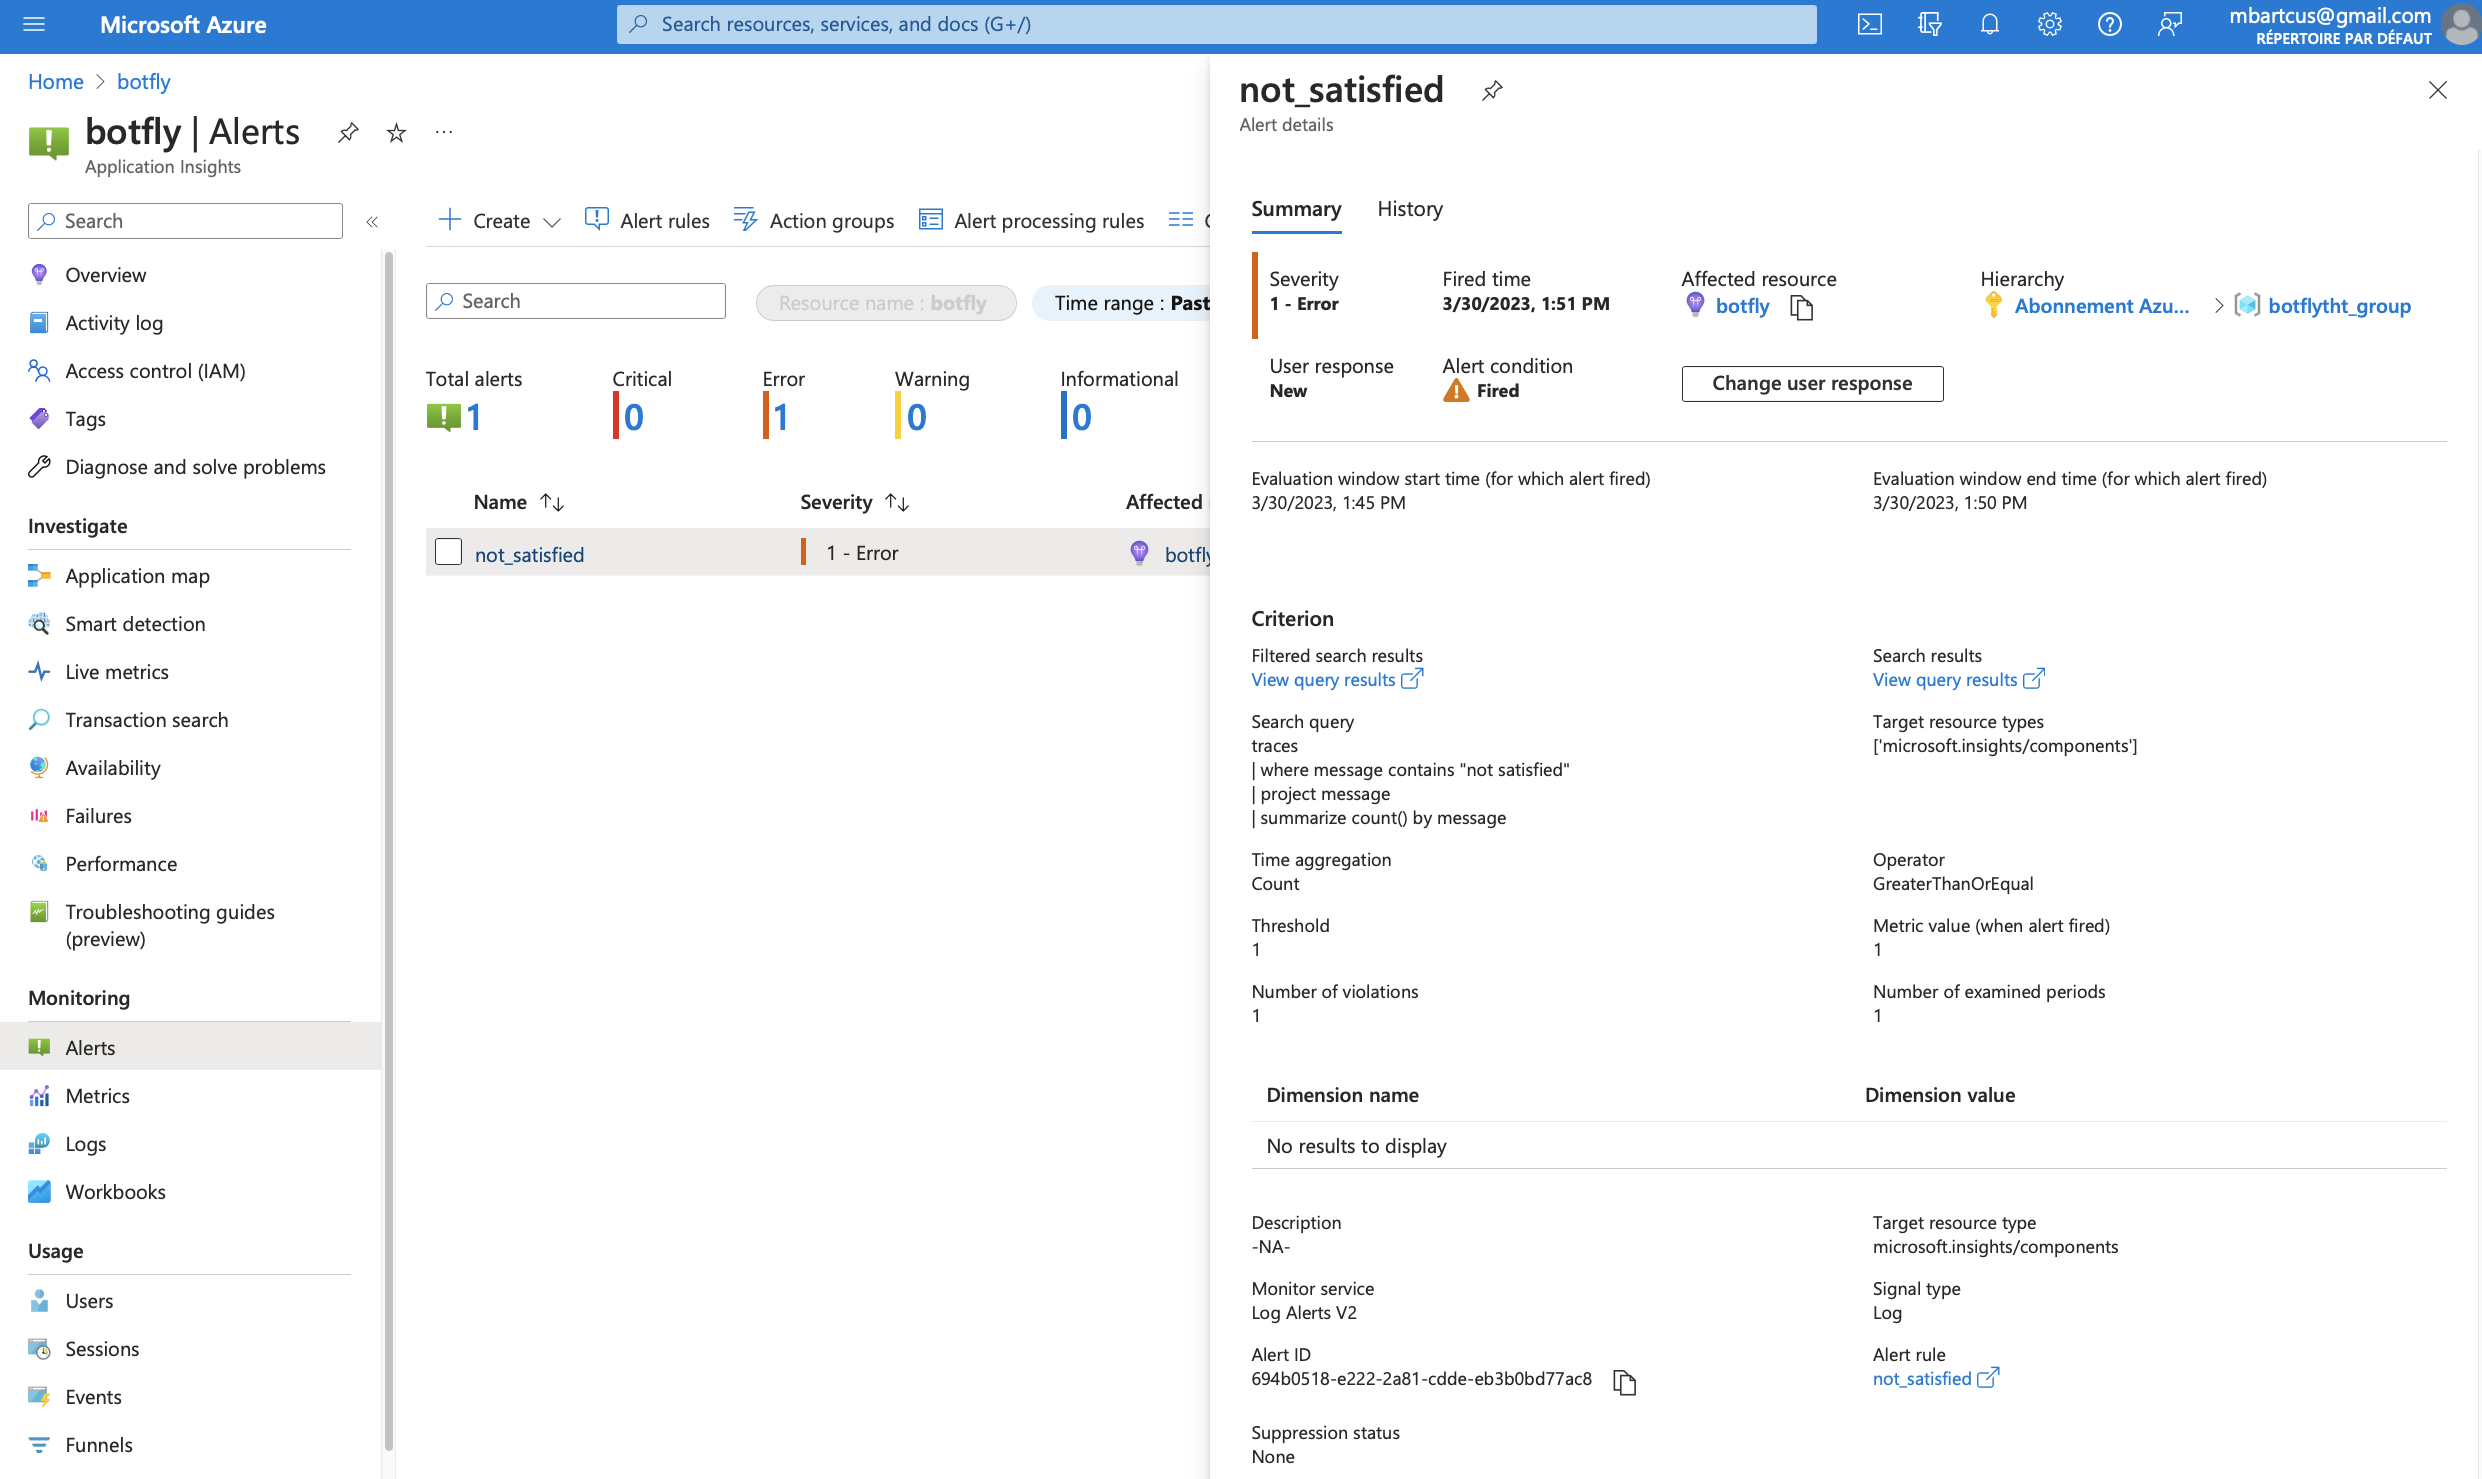 Microsoft Azure
Search resources, services, and docs (G+/)
mbartcus@gmail.com
RÉPERTOIRE PAR DÉFAUT
Home > botfly
botfly | Alerts
Application Insights
Search
Overview
Activity log
Access control (IAM)
Tags
Diagnose and solve problems
Investigate
Application map
Smart detection
Live metrics
Transaction search
Availability
Failures
Performance
Troubleshooting guides
(preview)
Monitoring
Alerts
Metrics
Logs
Workbooks
Usage
Users
Sessions
Events
Funnels
Create Alert rules Action groups Alert processing rules
Search Resource name : botfly Time range : Past
Total alerts Critical Error Warning Informational
1 0 1 0 0
Name Severity Affected
not_satisfied 1 - Error botfly
not_satisfied
Alert details
Summary History
Severity Fired time Affected resource Hierarchy
1 - Error 3/30/2023, 1:51 PM botfly Abonnement Azu... > botflytht_group
User response Alert condition
New Fired Change user response
Evaluation window start time (for which alert fired) Evaluation window end time (for which alert fired)
3/30/2023, 1:45 PM 3/30/2023, 1:50 PM
Criterion
Filtered search results Search results
View query results View query results
Search query Target resource types
traces ['microsoft.insights/components']
| where message contains "not satisfied"
| project message
| summarize count() by message
Time aggregation Operator
Count GreaterThanOrEqual
Threshold Metric value (when alert fired)
1 1
Number of violations Number of examined periods
1 1
Dimension name Dimension value
No results to display
Description Target resource type
-NA- microsoft.insights/components
Monitor service Signal type
Log Alerts V2 Log
Alert ID Alert rule
694b0518-e222-2a81-cdde-eb3b0bd77ac8 not_satisfied
Suppression status
None